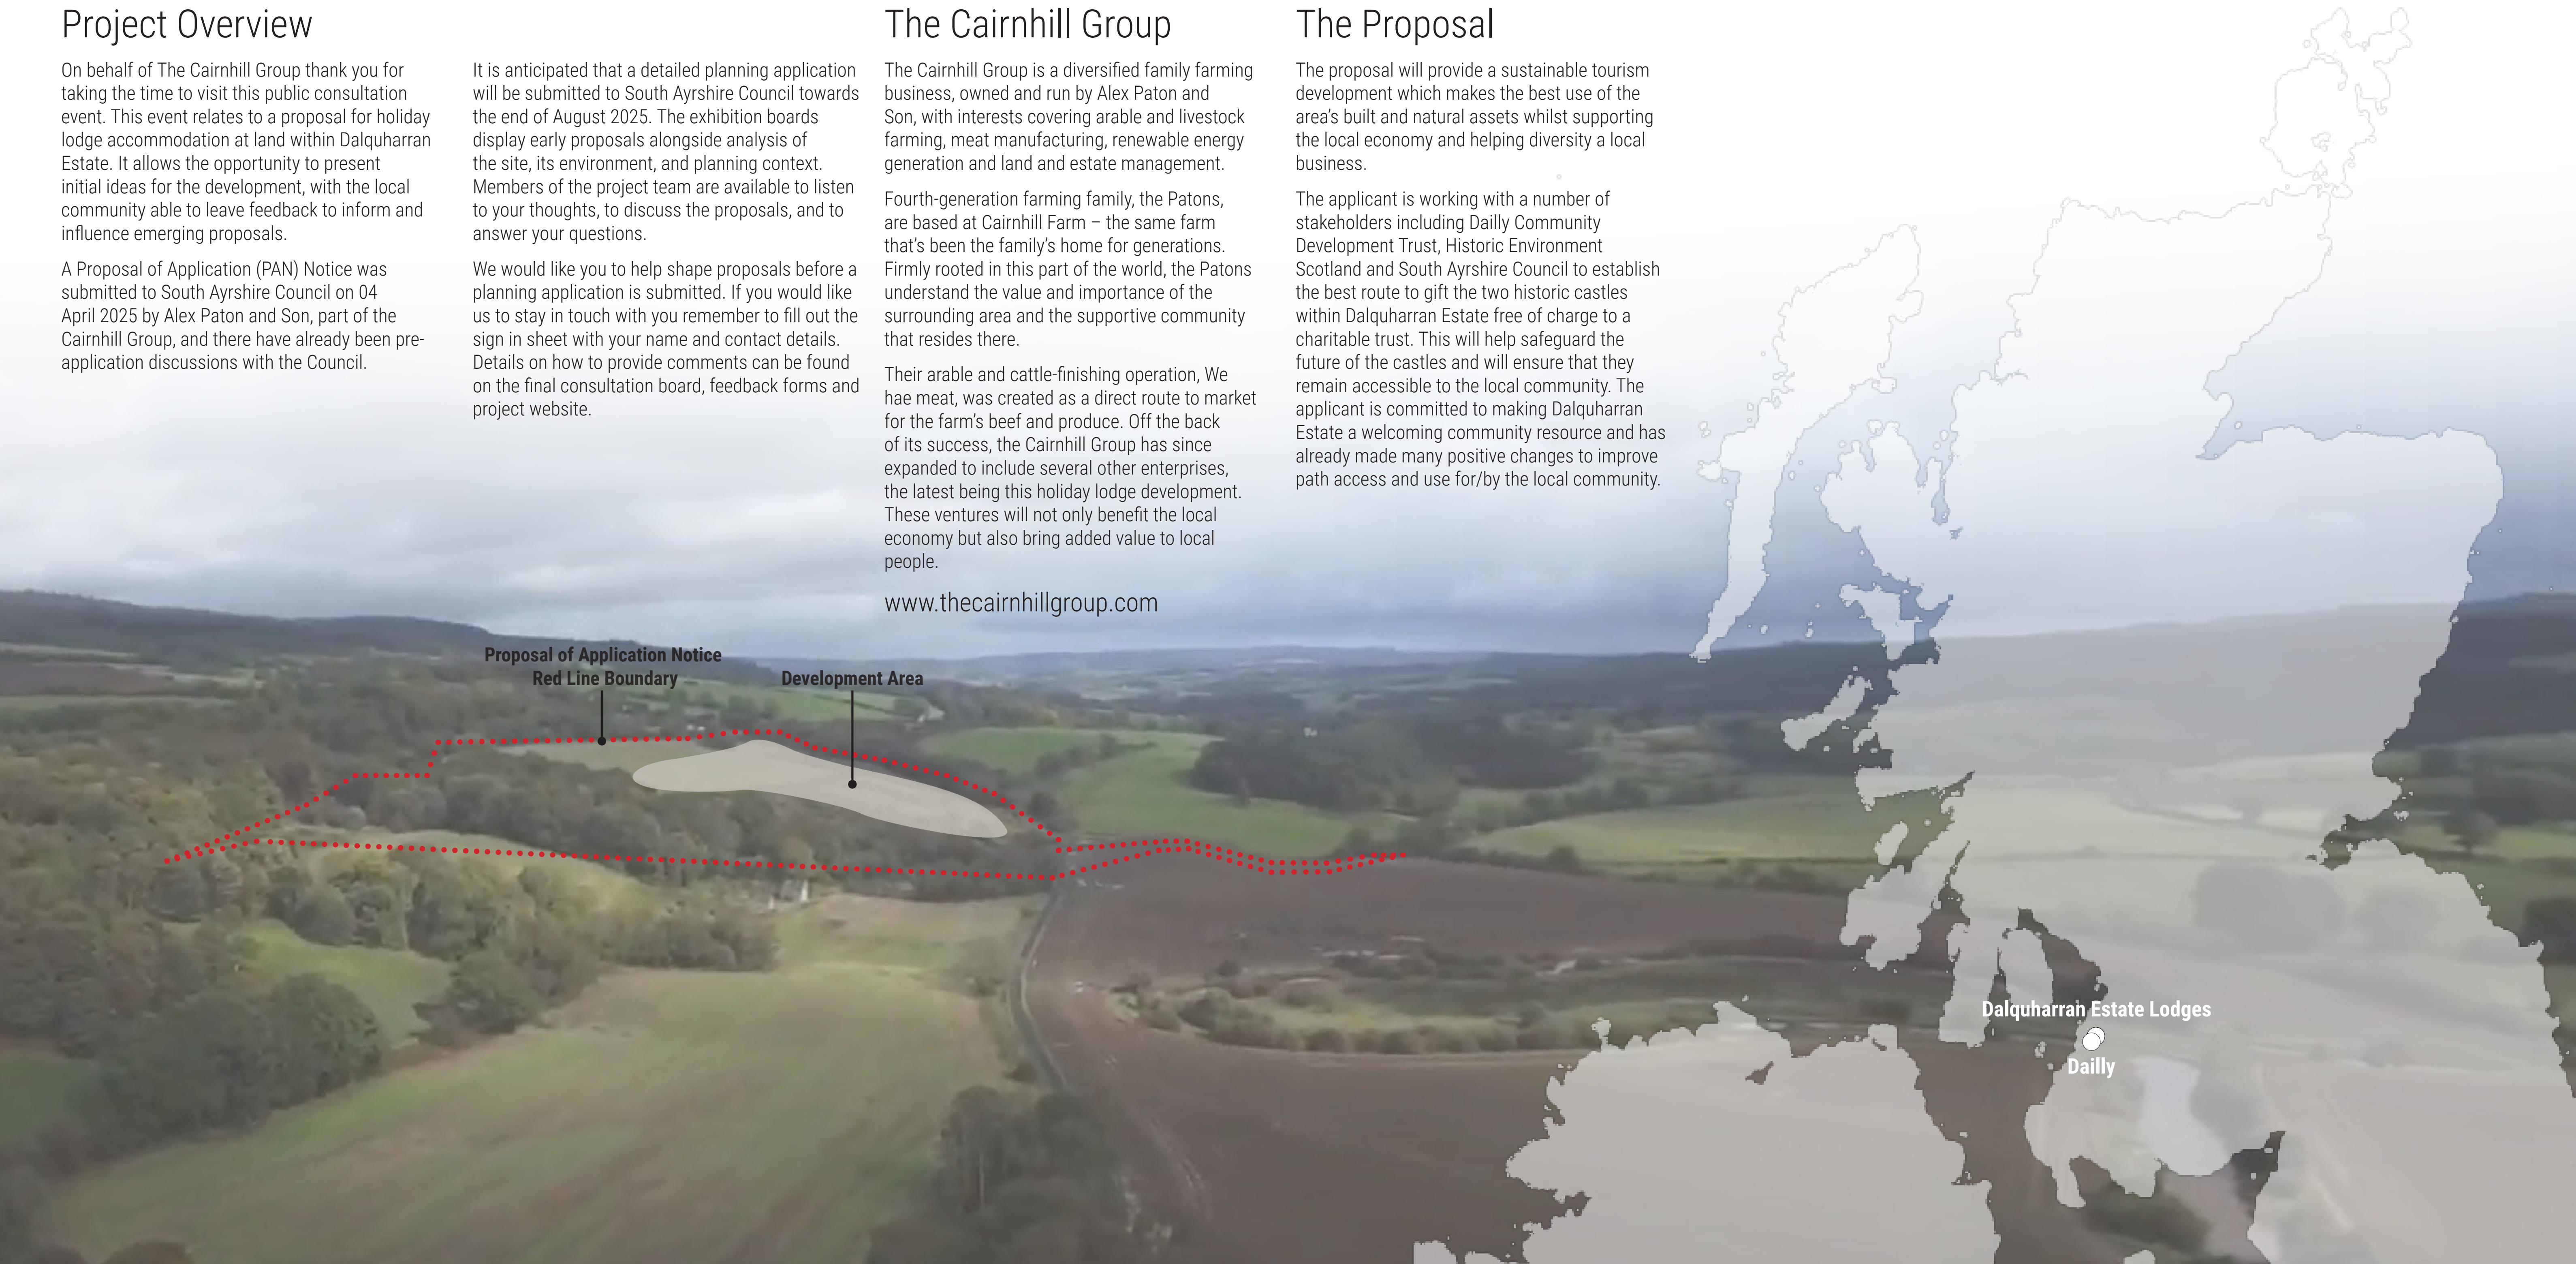 Project Overview
On behalf of The Cairnhill Group thank you for
taking the time to visit this public consultation
event. This event relates to a proposal for holiday
lodge accommodation at land within Dalquharran
Estate. It allows the opportunity to present
initial ideas for the development, with the local
community able to leave feedback to inform and
influence emerging proposals.
A Proposal of Application (PAN) Notice was
submitted to South Ayrshire Council on 04
April 2025 by Alex Paton and Son, part of the
Cairnhill Group, and there have already been pre-
application discussions with the Council.
It is anticipated that a detailed planning application
will be submitted to South Ayrshire Council towards
the end of August 2025. The exhibition boards
display early proposals alongside analysis of
the site, its environment, and planning context.
Members of the project team are available to listen
to your thoughts, to discuss the proposals, and to
answer your questions.
We would like you to help shape proposals before a
planning application is submitted. If you would like
us to stay in touch with you remember to fill out the
sign in sheet with your name and contact details.
Details on how to provide comments can be found
on the final consultation board, feedback forms and
project website.
The Cairnhill Group
The Cairnhill Group is a diversified family farming
business, owned and run by Alex Paton and
Son, with interests covering arable and livestock
farming, meat manufacturing, renewable energy
generation and land and estate management.
Fourth-generation farming family, the Patons,
are based at Cairnhill Farm – the same farm
that's been the family's home for generations.
Firmly rooted in this part of the world, the Patons
understand the value and importance of the
surrounding area and the supportive community
that resides there.
Their arable and cattle-finishing operation, We
hae meat, was created as a direct route to market
for the farm's beef and produce. Off the back
of its success, the Cairnhill Group has since
expanded to include several other enterprises,
the latest being this holiday lodge development.
These ventures will not only benefit the local
economy but also bring added value to local
people.
www.thecairnhillgroup.com
The Proposal
The proposal will provide a sustainable tourism
development which makes the best use of the
area's built and natural assets whilst supporting
the local economy and helping diversity a local
business.
The applicant is working with a number of
stakeholders including Dailly Community
Development Trust, Historic Environment
Scotland and South Ayrshire Council to establish
the best route to gift the two historic castles
within Dalquharran Estate free of charge to a
charitable trust. This will help safeguard the
future of the castles and will ensure that they
remain accessible to the local community. The
applicant is committed to making Dalquharran
Estate a welcoming community resource and has
already made many positive changes to improve
path access and use for/by the local community.
Proposal of Application Notice
Red Line Boundary
Development Area
Dalquharran Estate Lodges
Dailly